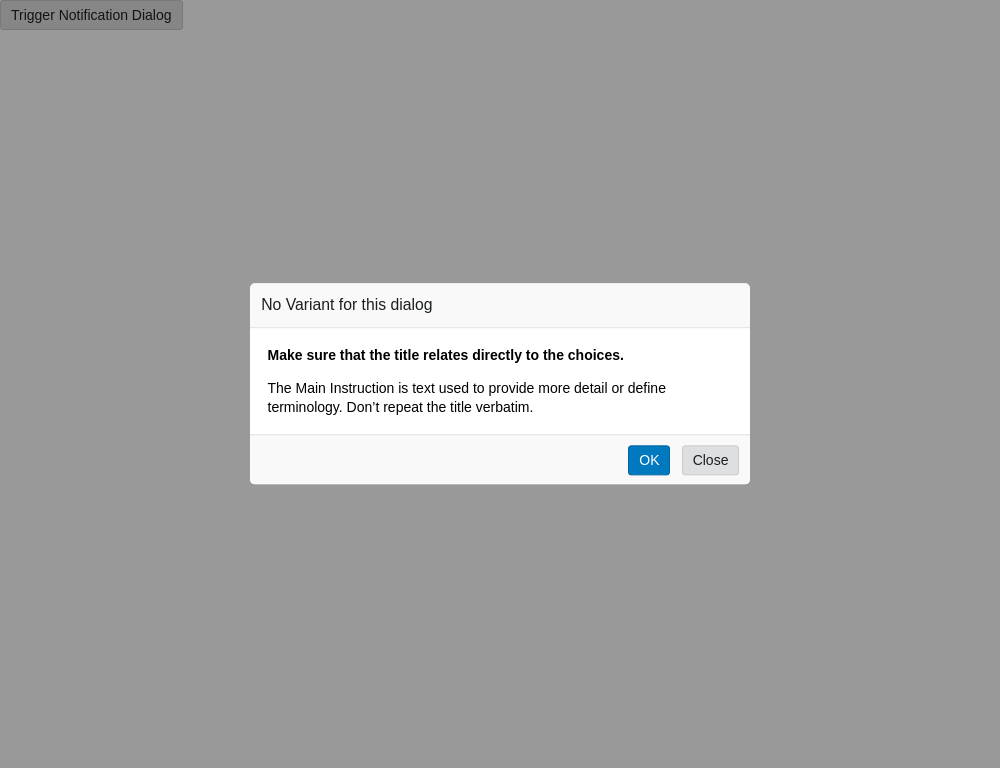 Trigger Notification Dialog
No Variant for this dialog
Make sure that the title relates directly to the choices.
The Main Instruction is text used to provide more detail or define
terminology. Don’t repeat the title verbatim.
OK
Close